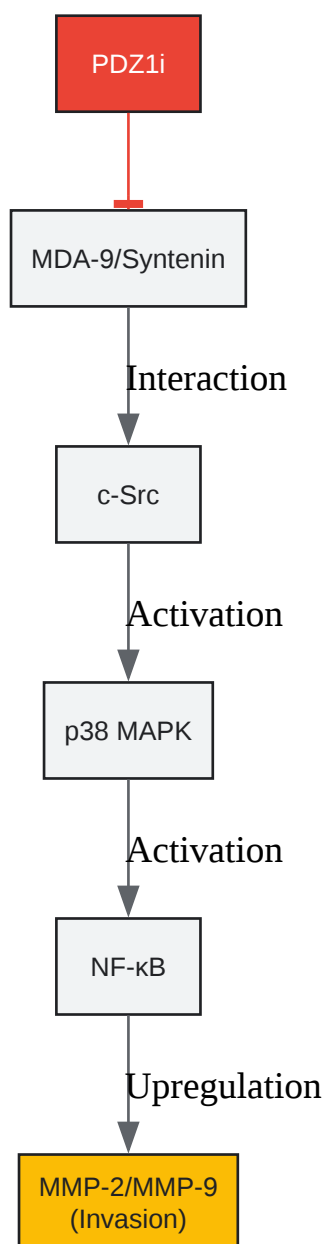 PDZ1i
MDA-9/Syntenin
Interaction
c-Src
Activation
p38 MAPK
Activation
NF-κB
Upregulation
MMP-2/MMP-9
(Invasion)